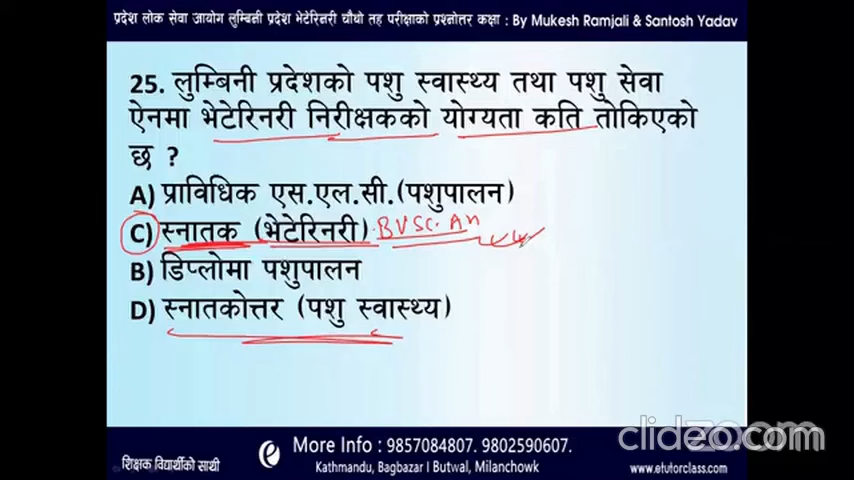 प्रदेश लोक सेवा आयोग लुम्बिनी प्रदेश भेटेरिनरी चौथो तह परीक्षाको प्रश्नोतर कक्षा : By Mukesh Ramjali & Santosh Yadav
25. लुम्बिनी प्रदेशको पशु स्वास्थ्य तथा पशु सेवा
ऐनमा भेटेरिनरी निरीक्षकको योग्यता कति तोकिएको
छ ?
A) प्राविधिक एस.एल.सी.(पशुपालन)
C) स्नातक (भेटेरिनरी) BVSC. An
B) डिप्लोमा पशुपालन
D) स्नातकोत्तर (पशु स्वास्थ्य)
शिक्षक विद्यार्थीको साथी
e
More Info : 9857084807. 9802590607.
Kathmandu, Bagbazar l Butwal, Milanchowk
www.etutorclass.com
clideo.com
zoom